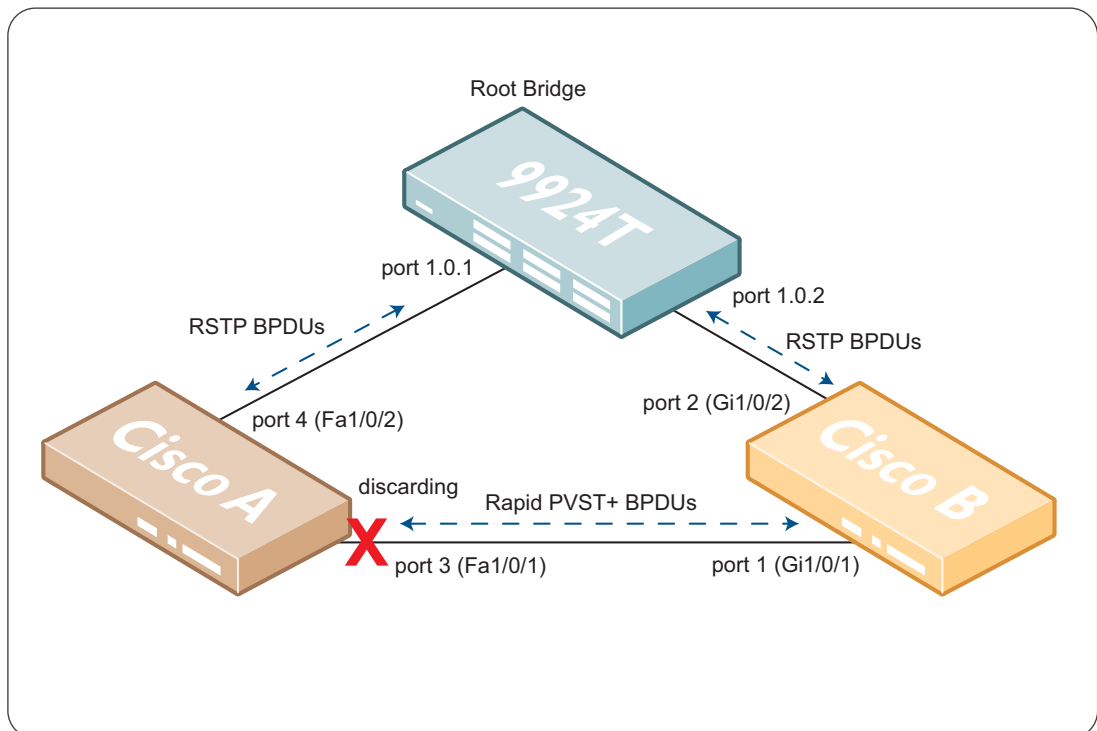 Root Bridge
9924T
port 1.0.1
port 1.0.2
RSTP BPDUs
RSTP BPDUs
port 4 (Fa1/0/2)
port 2 (Gi1/0/2)
Cisco A
Cisco B
discarding
Rapid PVST+ BPDUs
X
port 3 (Fa1/0/1)
port 1 (Gi1/0/1)